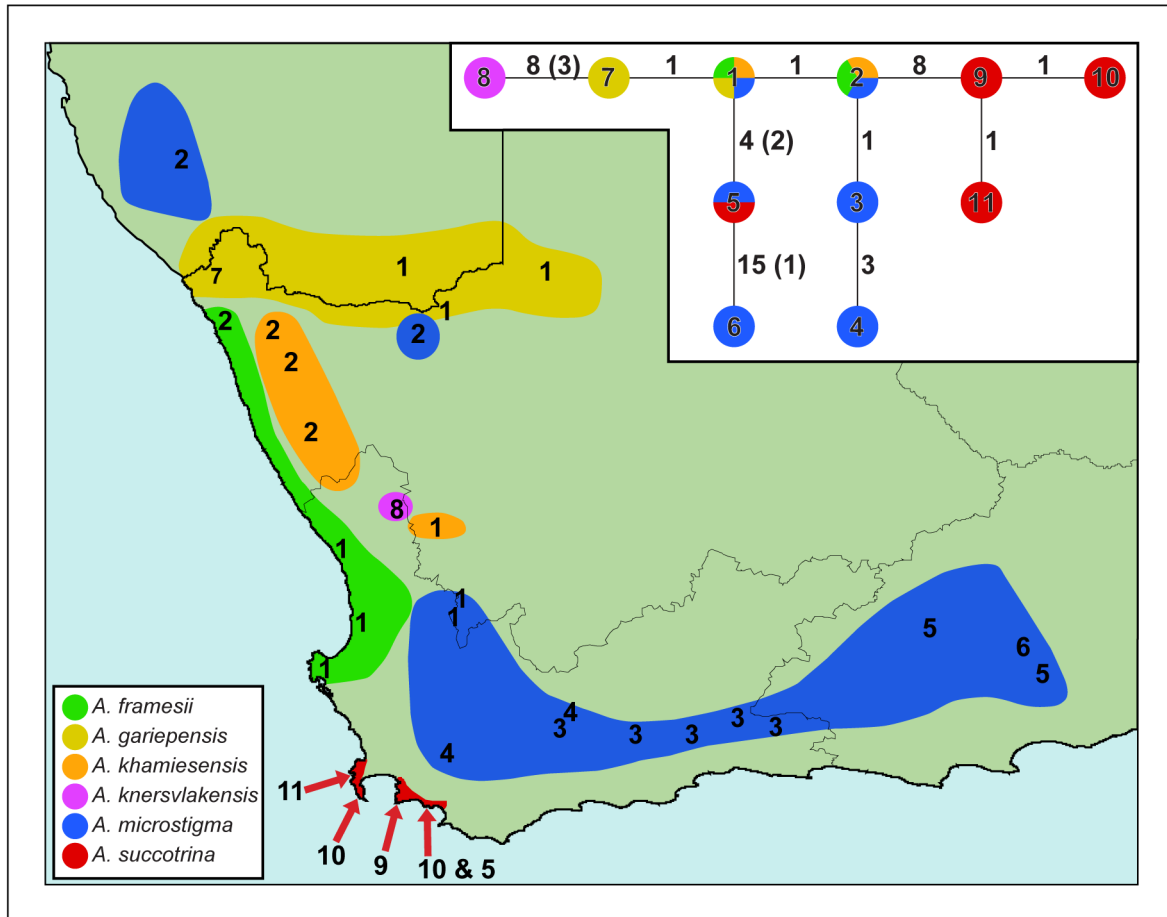 8 8 (3) 7 1 1 1 2 8 9 1 10
4 (2) 1 1
5 3 11
15 (1) 3
6 4
2
1 1
7
1
2 2 2
2
2
8
1
1
1
1
1
5
6
1
5
4
3 3 3 3 3
4
11
10 9 10 & 5
A. framesii
A. gariepensis
A. khamiesensis
A. knersvlakensis
A. microstigma
A. succotrina